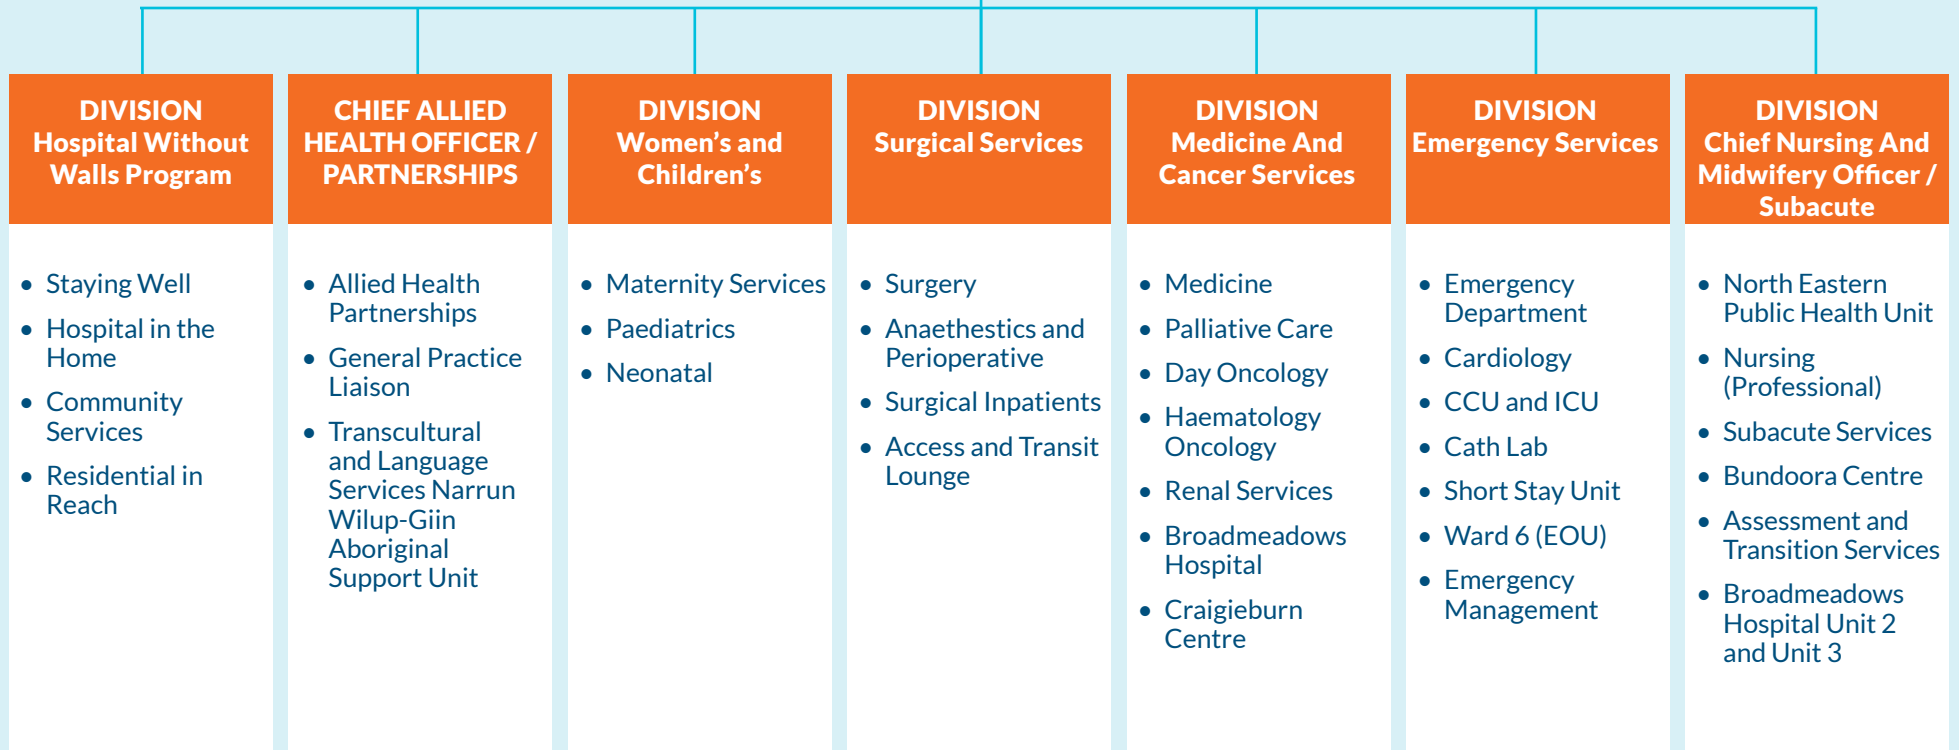 DIVISION
Hospital Without
Walls Program
• Staying Well
• Hospital in the
Home
• Community
Services
• Residential in
Reach
CHIEF ALLIED
HEALTH OFFICER /
PARTNERSHIPS
• Allied Health
Partnerships
• General Practice
Liaison
• Transcultural
and Language
Services Narrun
Wilup-Giin
Aboriginal
Support Unit
DIVISION
Women’s and
Children’s
• Maternity Services
• Paediatrics
• Neonatal
DIVISION
Surgical Services
• Surgery
• Anaethestics and
Perioperative
• Surgical Inpatients
• Access and Transit
Lounge
DIVISION
Medicine And
Cancer Services
• Medicine
• Palliative Care
• Day Oncology
• Haematology
Oncology
• Renal Services
• Broadmeadows
Hospital
• Craigieburn
Centre
DIVISION
Emergency Services
• Emergency
Department
• Cardiology
• CCU and ICU
• Cath Lab
• Short Stay Unit
• Ward 6 (EOU)
• Emergency
Management
DIVISION
Chief Nursing And
Midwifery Officer /
Subacute
• North Eastern
Public Health Unit
• Nursing
(Professional)
• Subacute Services
• Bundoora Centre
• Assessment and
Transition Services
• Broadmeadows
Hospital Unit 2
and Unit 3